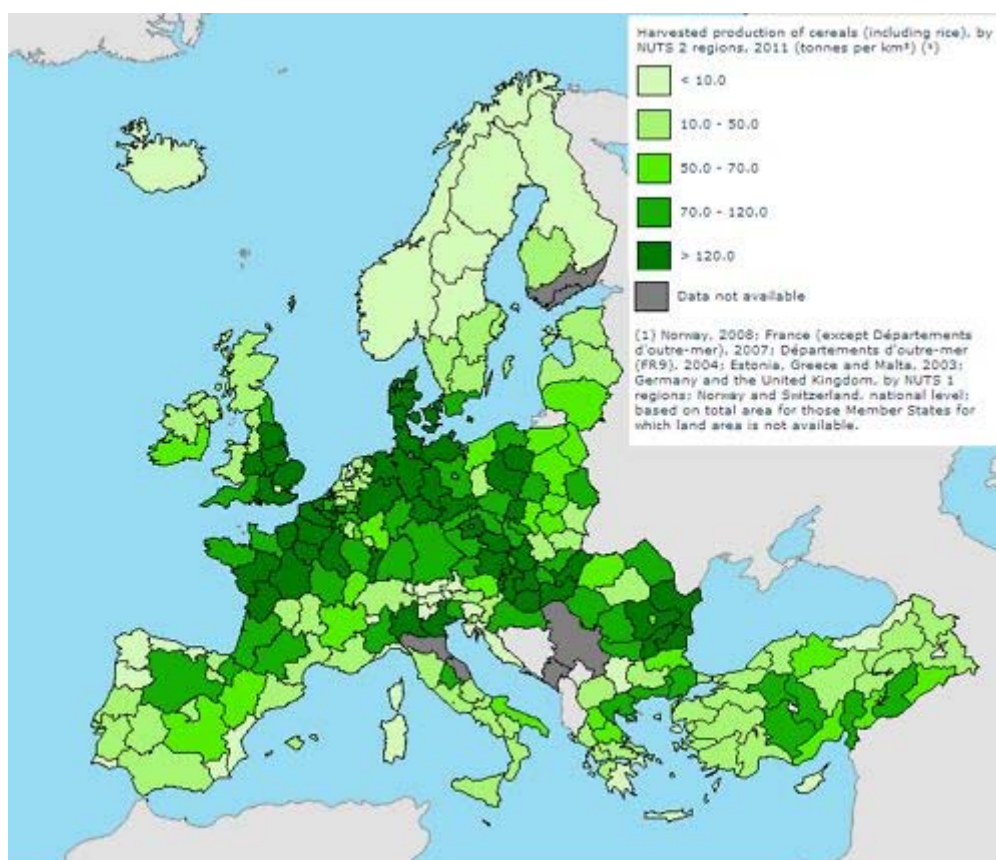 Harvested production of cereals (including rice), by
NUTS 2 regions, 2011 (tonnes per km²) (¹)
< 10.0
10.0 - 50.0
50.0 - 70.0
70.0 - 120.0
> 120.0
Data not available
(1) Norway, 2008; France (except Départements
d'outre-mer), 2007; Départements d'outre-mer
(FR9), 2004; Estonia, Greece and Malta, 2003;
Germany and the United Kingdom, by NUTS 1
regions; Norway and Switzerland, national level;
based on total area for those Member States for
which land area is not available.